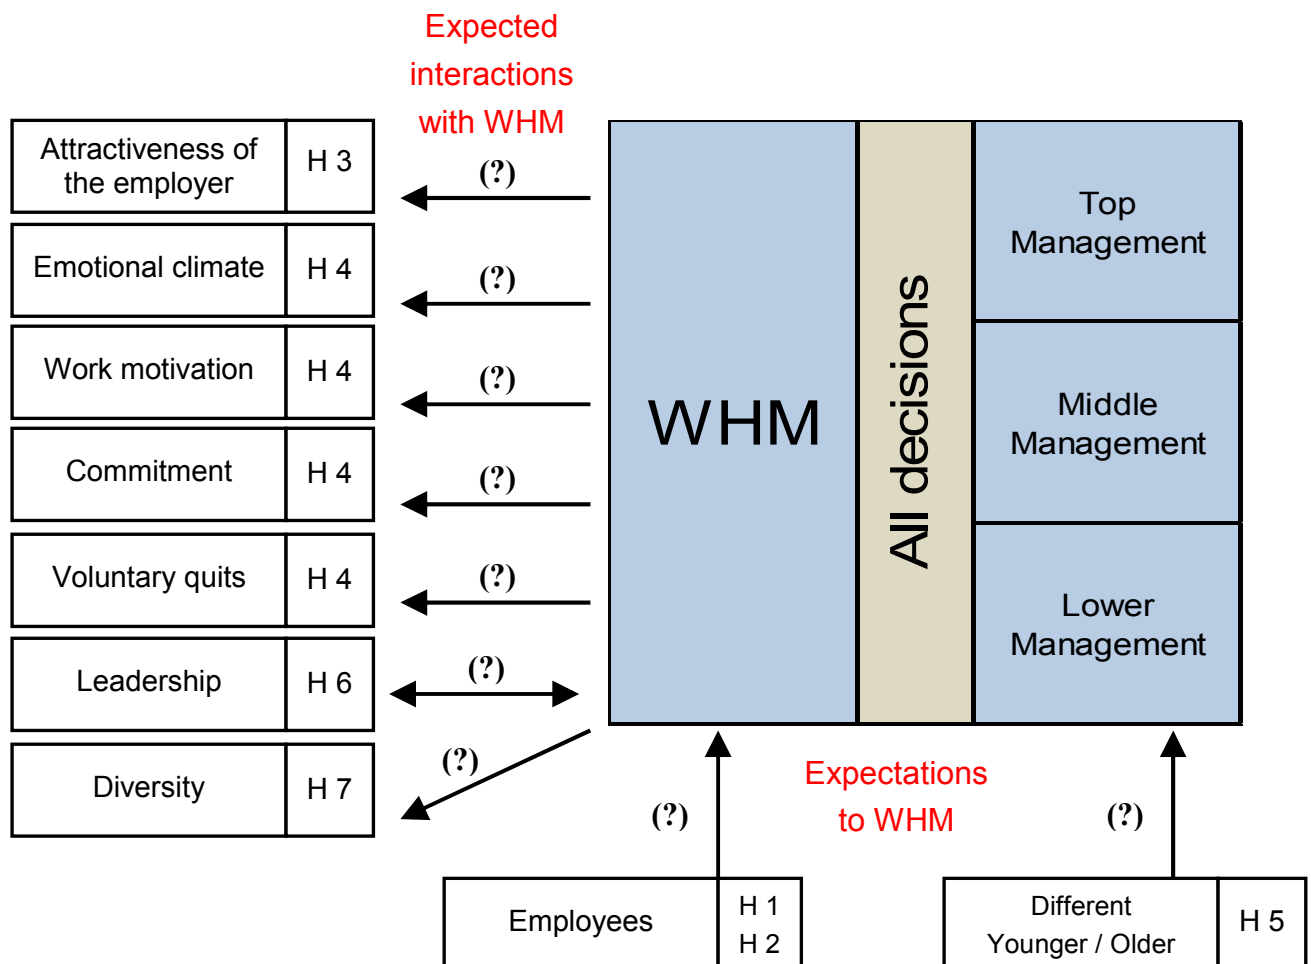 Expected
interactions
with WHM
Attractiveness of
the employer
H 3
(?)
Emotional climate
H 4
(?)
Work motivation
H 4
(?)
Commitment
H 4
(?)
Voluntary quits
H 4
(?)
Leadership
H 6
(?)
Diversity
H 7
(?)
WHM
All decisions
Top
Management
Middle
Management
Lower
Management
Expectations
to WHM
(?)
(?)
Employees
H 1
H 2
Different
Younger / Older
H 5